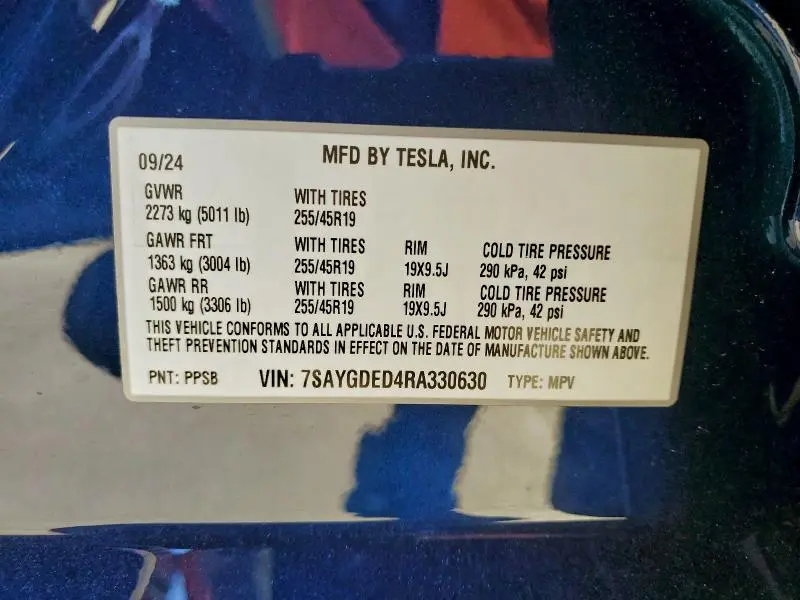 09/24 MFD BY TESLA, INC.
GVWR WITH TIRES
2273 kg (5011 lb) 255/45R19
GAWR FRT WITH TIRES RIM COLD TIRE PRESSURE
1363 kg (3004 lb) 255/45R19 19X9.5J 290 kPa, 42 psi
GAWR RR WITH TIRES RIM COLD TIRE PRESSURE
1500 kg (3306 lb) 255/45R19 19X9.5J 290 kPa, 42 psi
THIS VEHICLE CONFORMS TO ALL APPLICABLE U.S. FEDERAL MOTOR VEHICLE SAFETY AND
THEFT PREVENTION STANDARDS IN EFFECT ON THE DATE OF MANUFACTURE SHOWN ABOVE.
PNT: PPSB VIN: 7SAYGDED4RA330630 TYPE: MPV